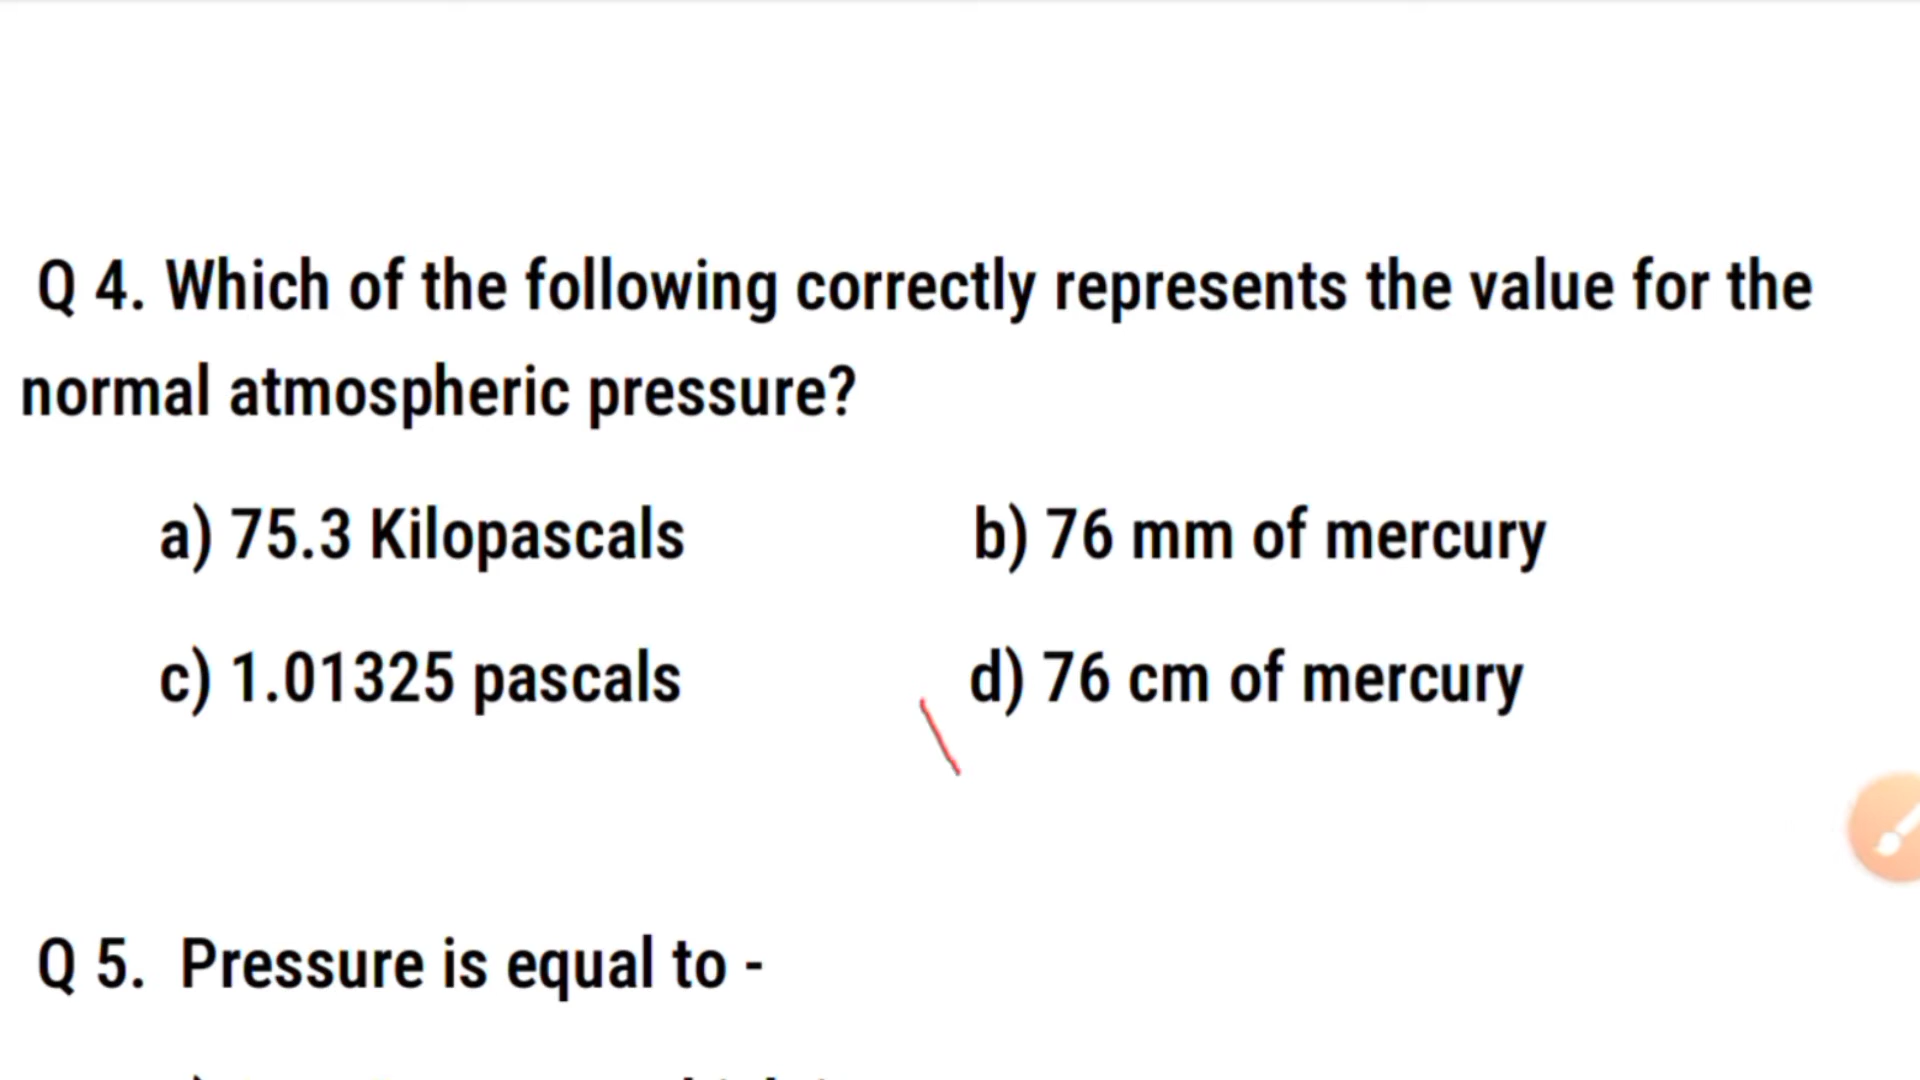 Q 4. Which of the following correctly represents the value for the
normal atmospheric pressure?
a) 75.3 Kilopascals b) 76 mm of mercury
c) 1.01325 pascals d) 76 cm of mercury
Q 5. Pressure is equal to -